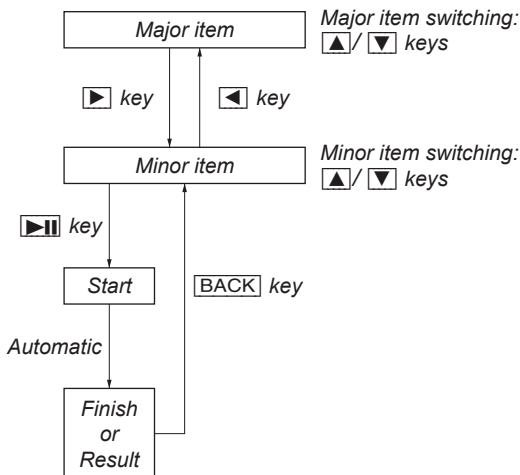 Major item
Major item switching:
▲/ ▼ keys
▶ key
◀ key
Minor item
Minor item switching:
▲/ ▼ keys
▶II key
Start
BACK key
Automatic
Finish
or
Result